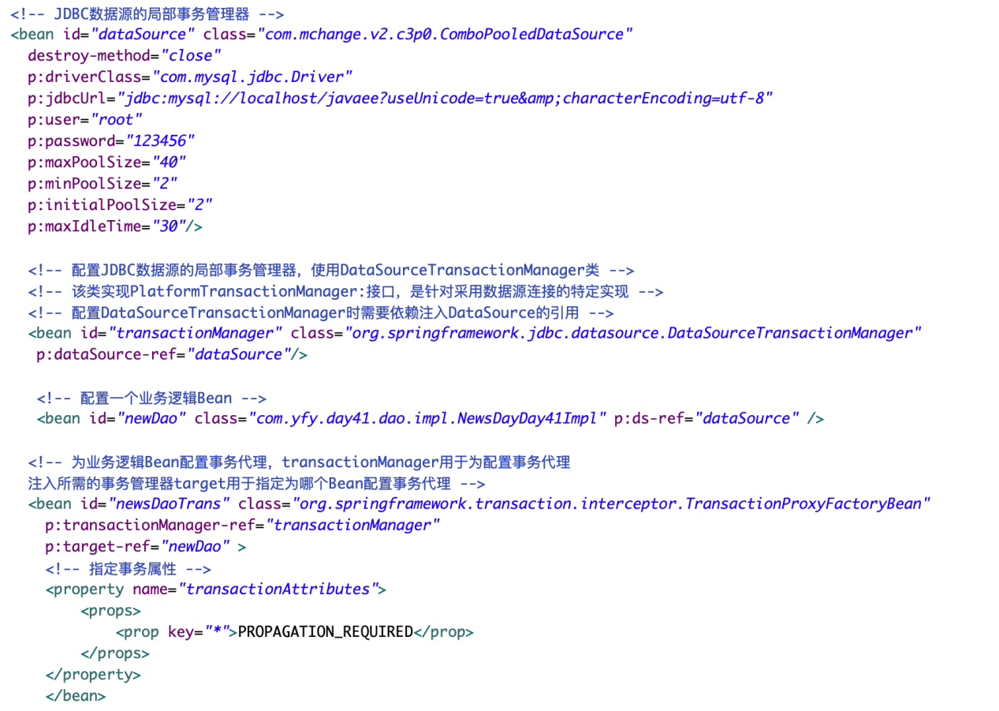 <!-- JDBC数据源的局部事务管理器 -->
<bean id="dataSource" class="com.mchange.v2.c3p0.ComboPooledDataSource"
destroy-method="close"
p:driverClass="com.mysql.jdbc.Driver"
p:jdbcUrl="jdbc:mysql://localhost/javaee?useUnicode=true&amp;characterEncoding=utf-8"
p:user="root"
p:password="123456"
p:maxPoolSize="40"
p:minPoolSize="2"
p:initialPoolSize="2"
p:maxIdleTime="30"/>
<!-- 配置JDBC数据源的局部事务管理器，使用DataSourceTransactionManager类 -->
<!-- 该类实现PlatformTransactionManager:接口，是针对采用数据源连接的特定实现 -->
<!-- 配置DataSourceTransactionManager时需要依赖注入DataSource的引用 -->
<bean id="transactionManager" class="org.springframework.jdbc.datasource.DataSourceTransactionManager"
p:dataSource-ref="dataSource"/>
<!-- 配置一个业务逻辑Bean -->
<bean id="newDao" class="com.yfy.day41.dao.impl.NewsDayDay41Impl" p:ds-ref="dataSource" />
<!-- 为业务逻辑Bean配置事务代理，transactionManager用于为配置事务代理
注入所需的事务管理器target用于指定为哪个Bean配置事务代理 -->
<bean id="newsDaoTrans" class="org.springframework.transaction.interceptor.TransactionProxyFactoryBean"
p:transactionManager-ref="transactionManager"
p:target-ref="newDao" >
<!-- 指定事务属性 -->
<property name="transactionAttributes">
<props>
<prop key="*">PROPAGATION_REQUIRED</prop>
</props>
</property>
</bean>